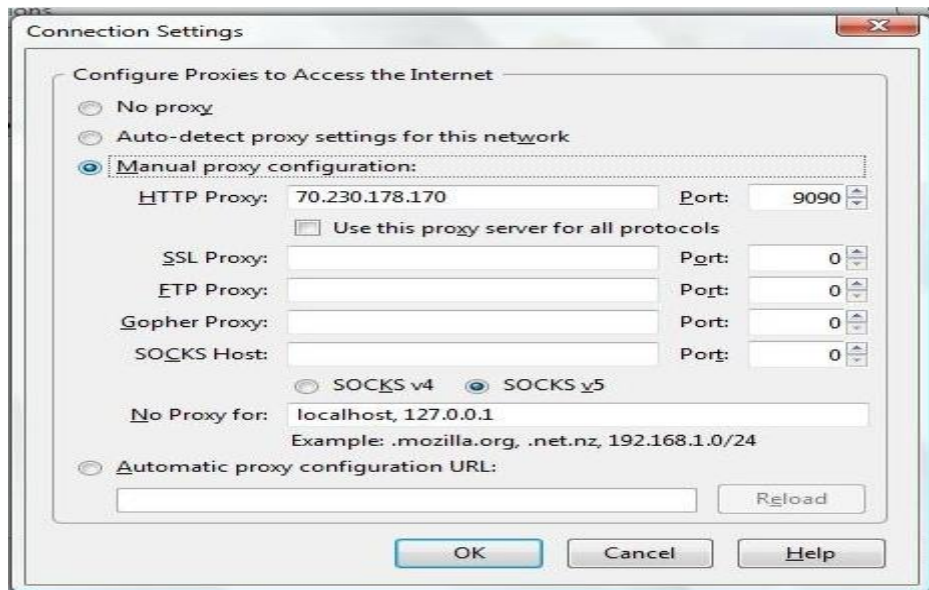 Connection Settings
Configure Proxies to Access the Internet
No proxy
Auto-detect proxy settings for this network
Manual proxy configuration:
HTTP Proxy: 70.230.178.170 Port: 9090
Use this proxy server for all protocols
SSL Proxy: Port: 0
FTP Proxy: Port: 0
Gopher Proxy: Port: 0
SOCKS Host: Port: 0
SOCKS v4 SOCKS v5
No Proxy for: localhost, 127.0.0.1
Example: .mozilla.org, .net.nz, 192.168.1.0/24
Automatic proxy configuration URL:
Reload
OK Cancel Help